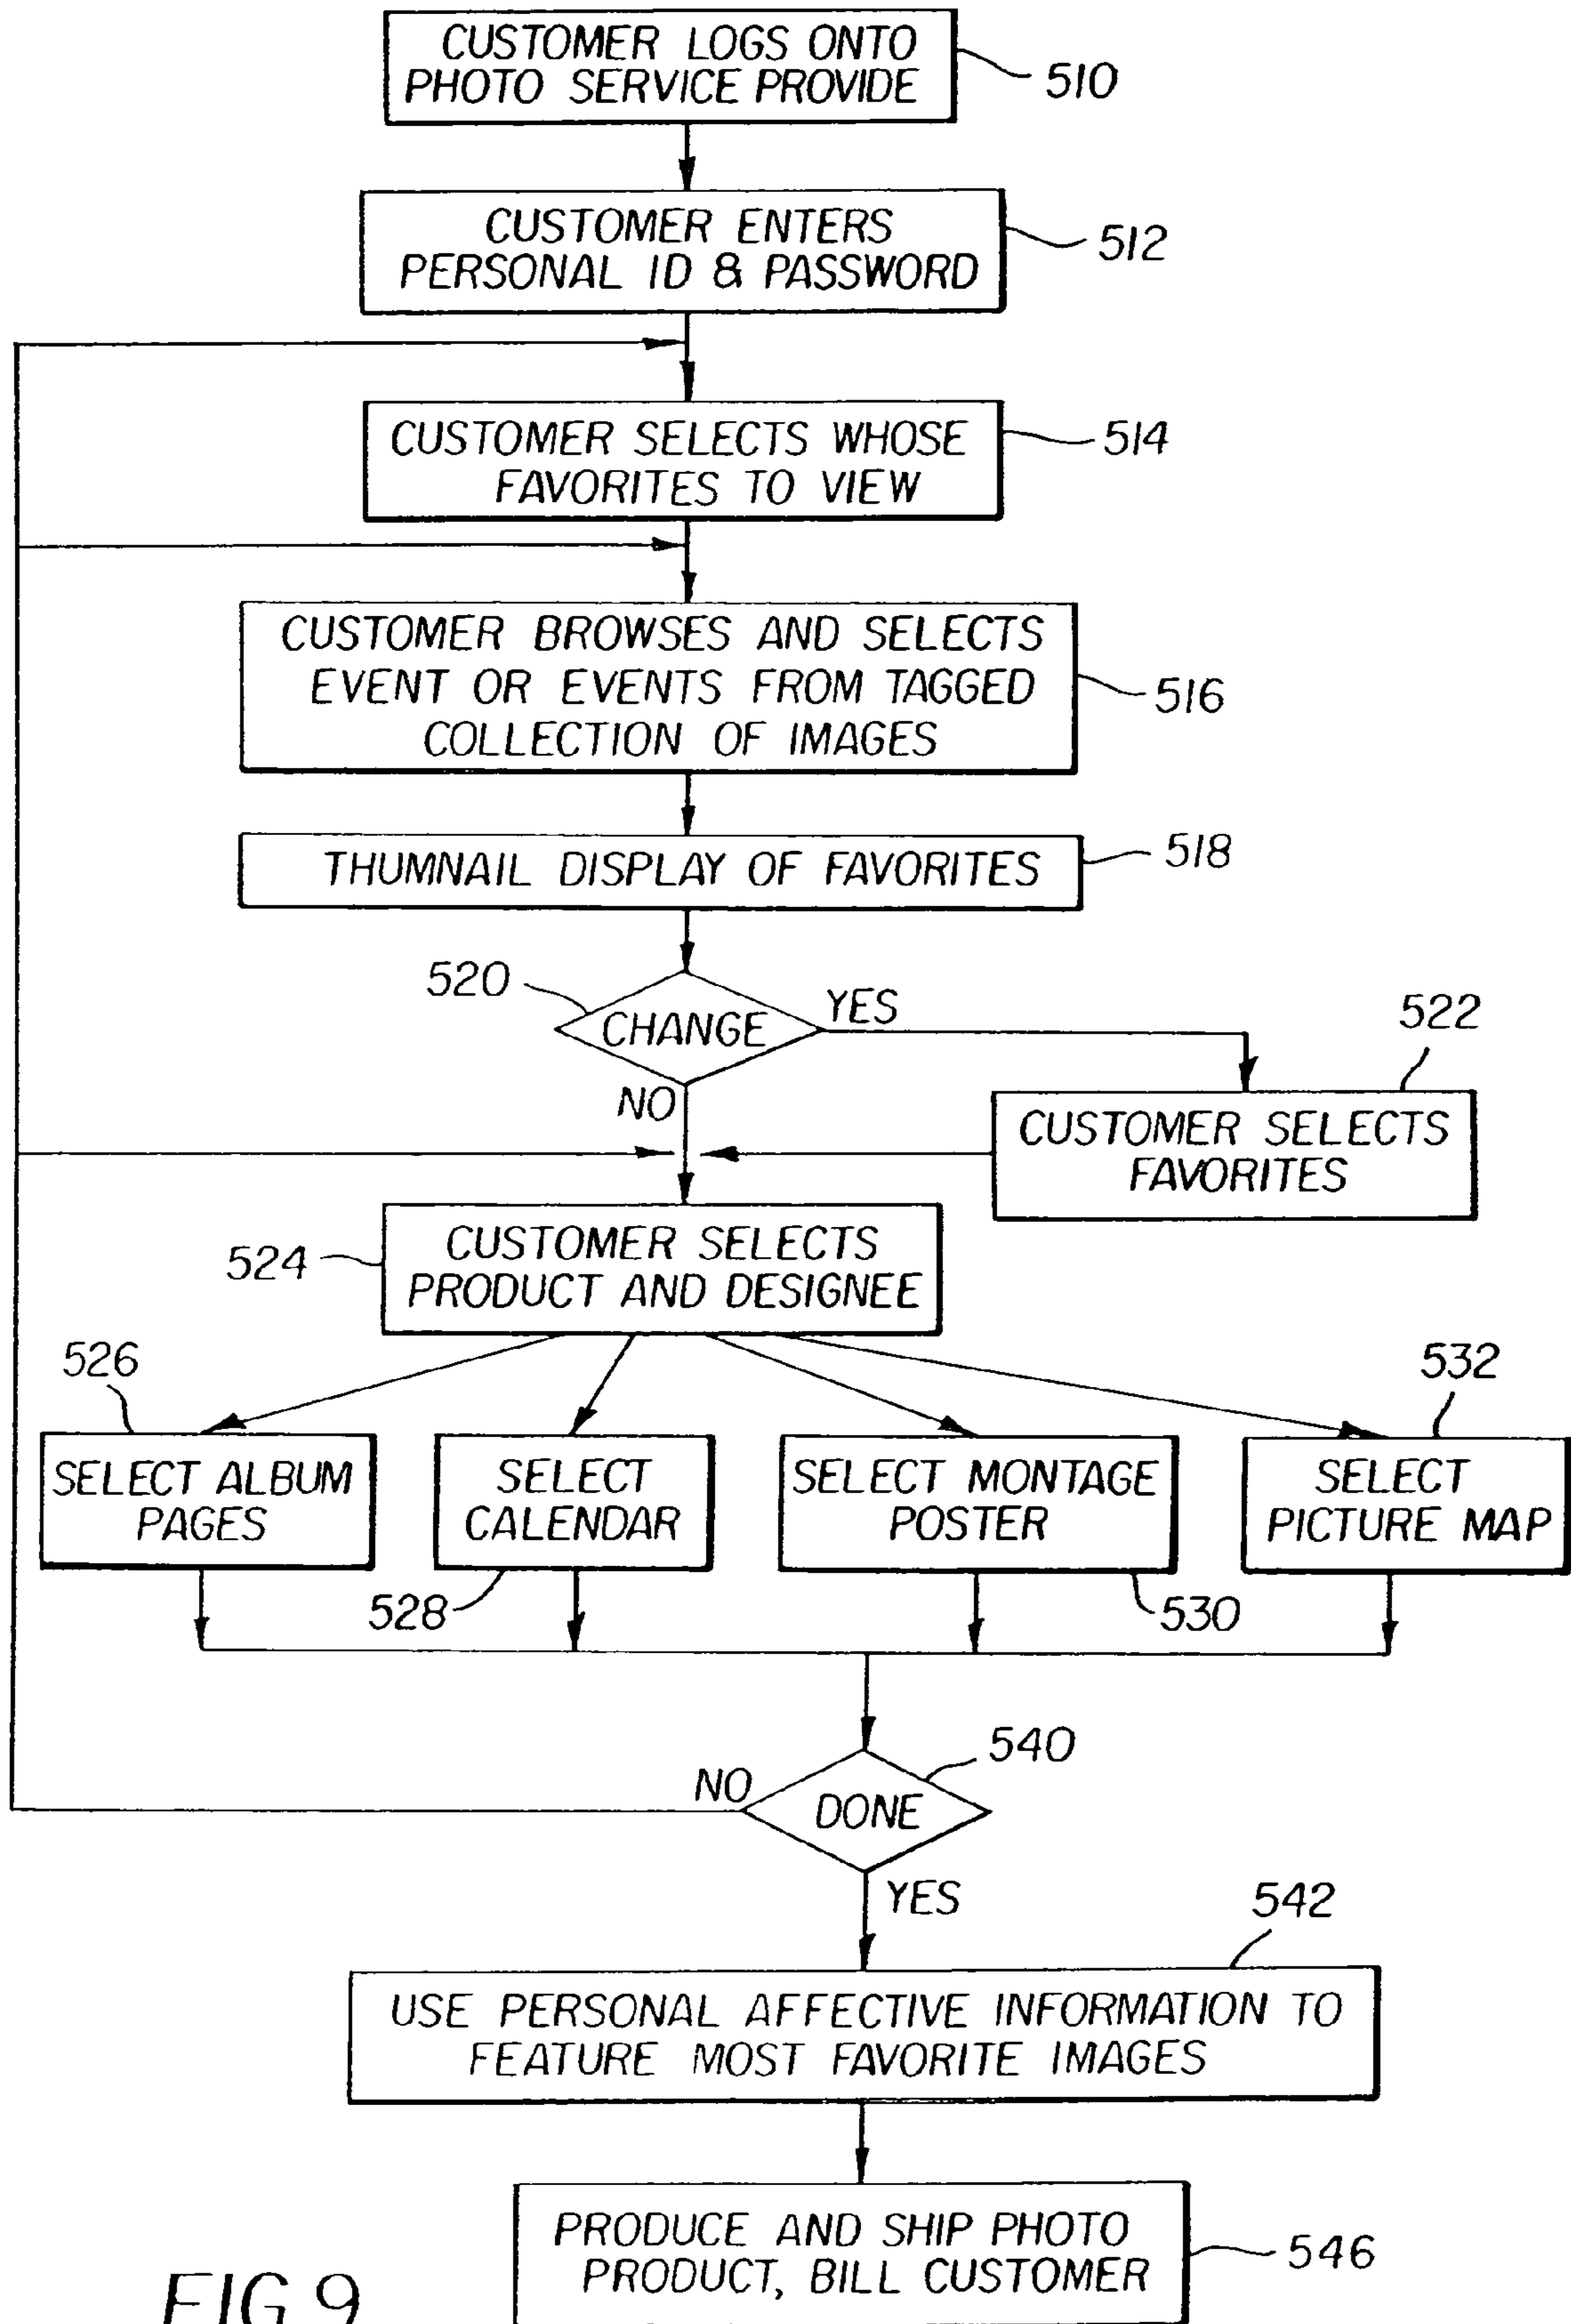 CUSTOMER LOGS ONTO
PHOTO SERVICE PROVIDE
510
CUSTOMER ENTERS
PERSONAL ID & PASSWORD
512
CUSTOMER SELECTS WHOSE
FAVORITES TO VIEW
514
CUSTOMER BROWSES AND SELECTS
EVENT OR EVENTS FROM TAGGED
COLLECTION OF IMAGES
516
THUMNAIL DISPLAY OF FAVORITES
518
520
CHANGE
YES
NO
522
CUSTOMER SELECTS
FAVORITES
524
CUSTOMER SELECTS
PRODUCT AND DESIGNEE
526
SELECT ALBUM
PAGES
SELECT
CALENDAR
528
SELECT MONTAGE
POSTER
530
532
SELECT
PICTURE MAP
540
DONE
NO
YES
542
USE PERSONAL AFFECTIVE INFORMATION TO
FEATURE MOST FAVORITE IMAGES
PRODUCE AND SHIP PHOTO
PRODUCT, BILL CUSTOMER
546
FIG. 9